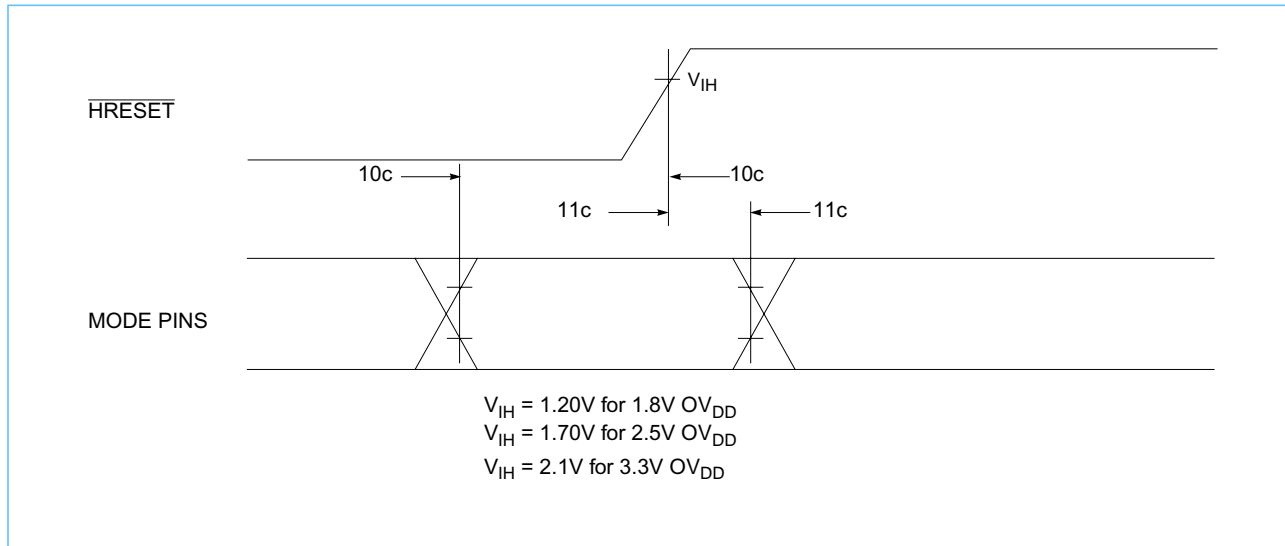 V_IH
HRESET
10c 10c
11c 11c
MODE PINS
V_IH = 1.20V for 1.8V OV_DD
V_IH = 1.70V for 2.5V OV_DD
V_IH = 2.1V for 3.3V OV_DD